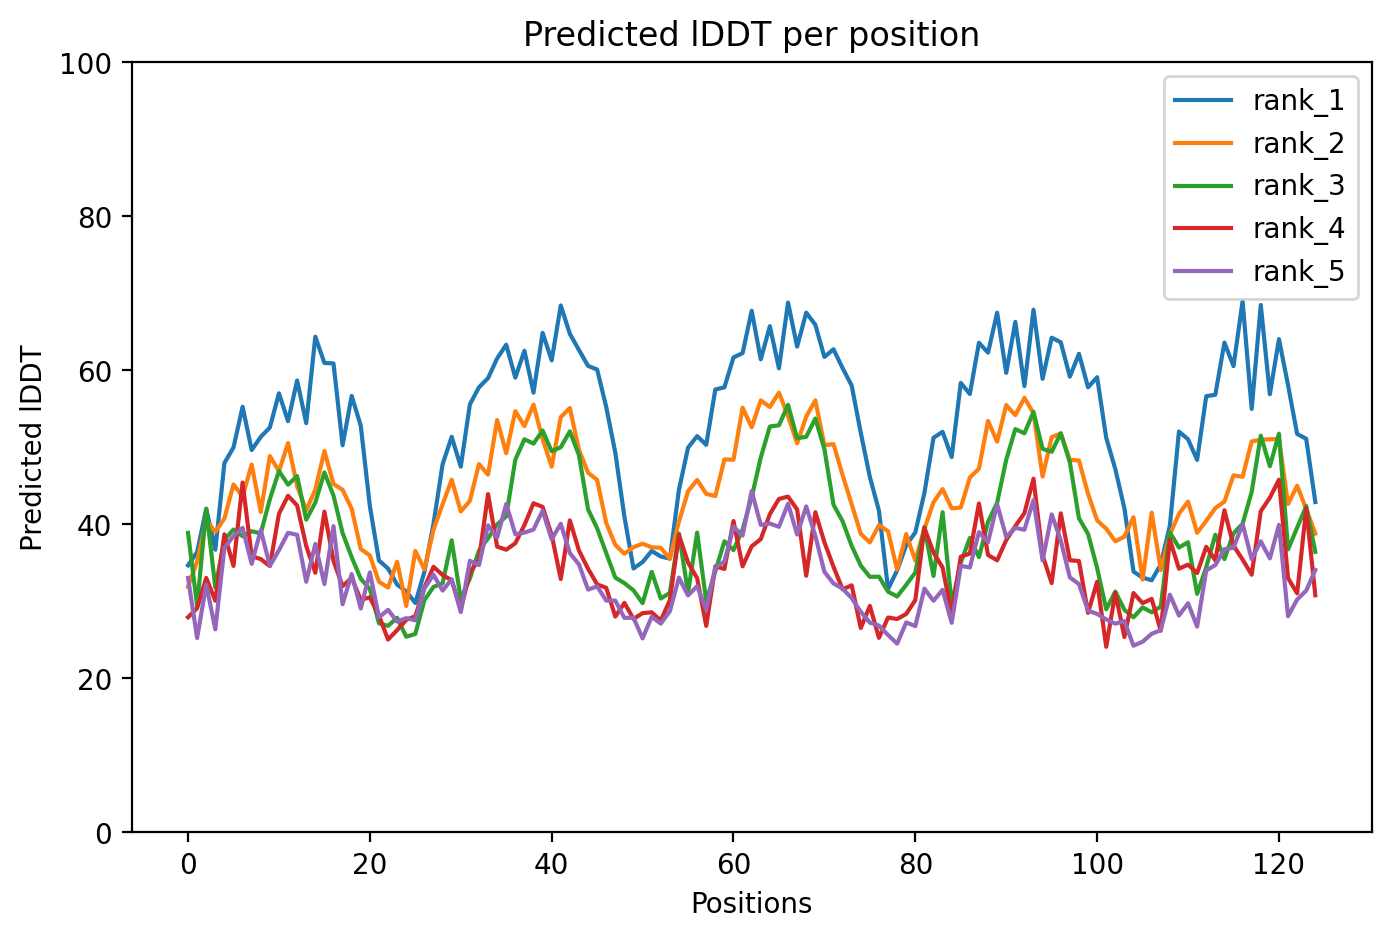 Predicted lDDT per position
100
80
60
40
20
0
Predicted lDDT
0 20 40 60 80 100 120
Positions
rank_1
rank_2
rank_3
rank_4
rank_5